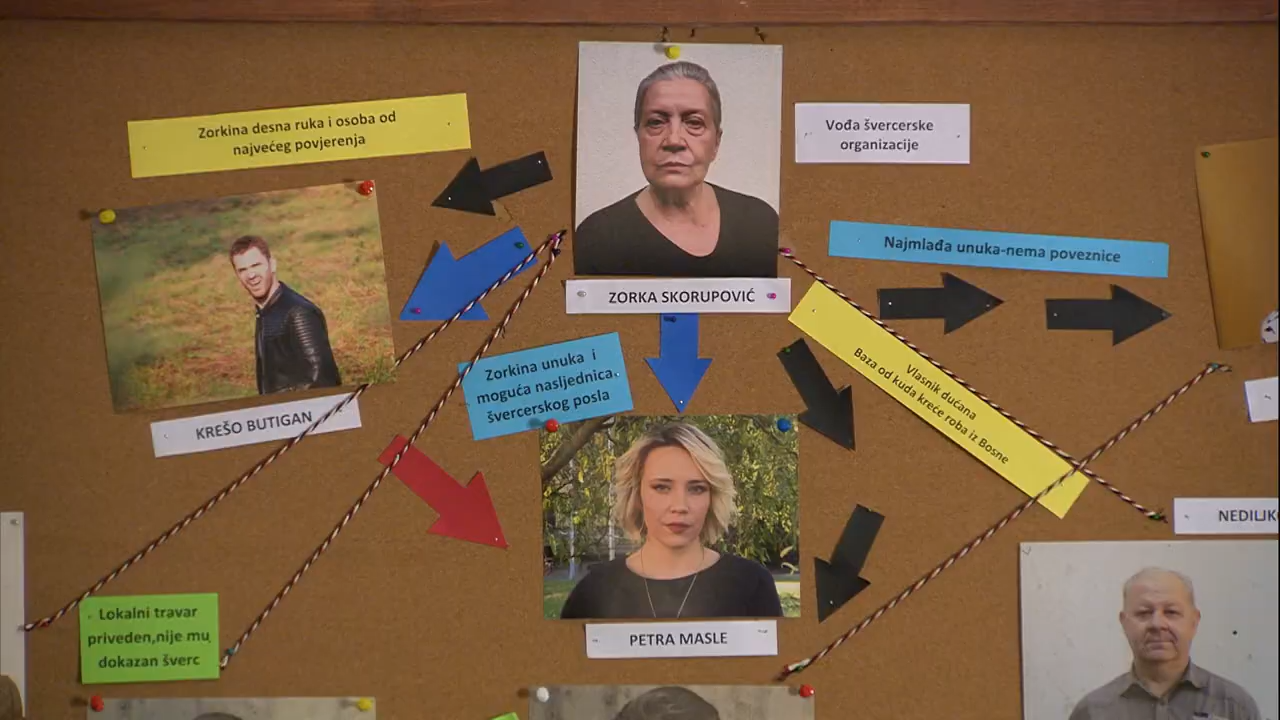 Zorkina desna ruka i osoba od
najvećeg povjerenja
Vođa švercerske
organizacije
Najmlađa unuka-nema poveznice
ZORKA SKORUPOVIĆ
Zorkina unuka i
moguća nasljednica
švercerskog posla
Vlasnik dućana
Baza od kuda kreće roba iz Bosne
KREŠO BUTIGAN
NEDILJK
Lokalni travar
priveden,nije mu
dokazan šverc
PETRA MASLE